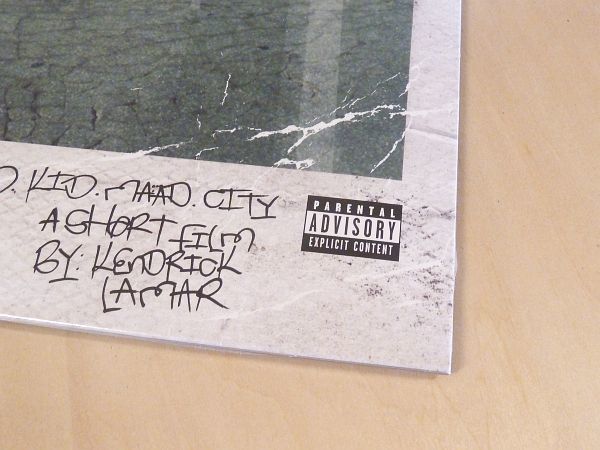 D. KID. MAAD. CITY
A SHORT FILM
BY: KENDRICK
LAMAR
PARENTAL
ADVISORY
EXPLICIT CONTENT